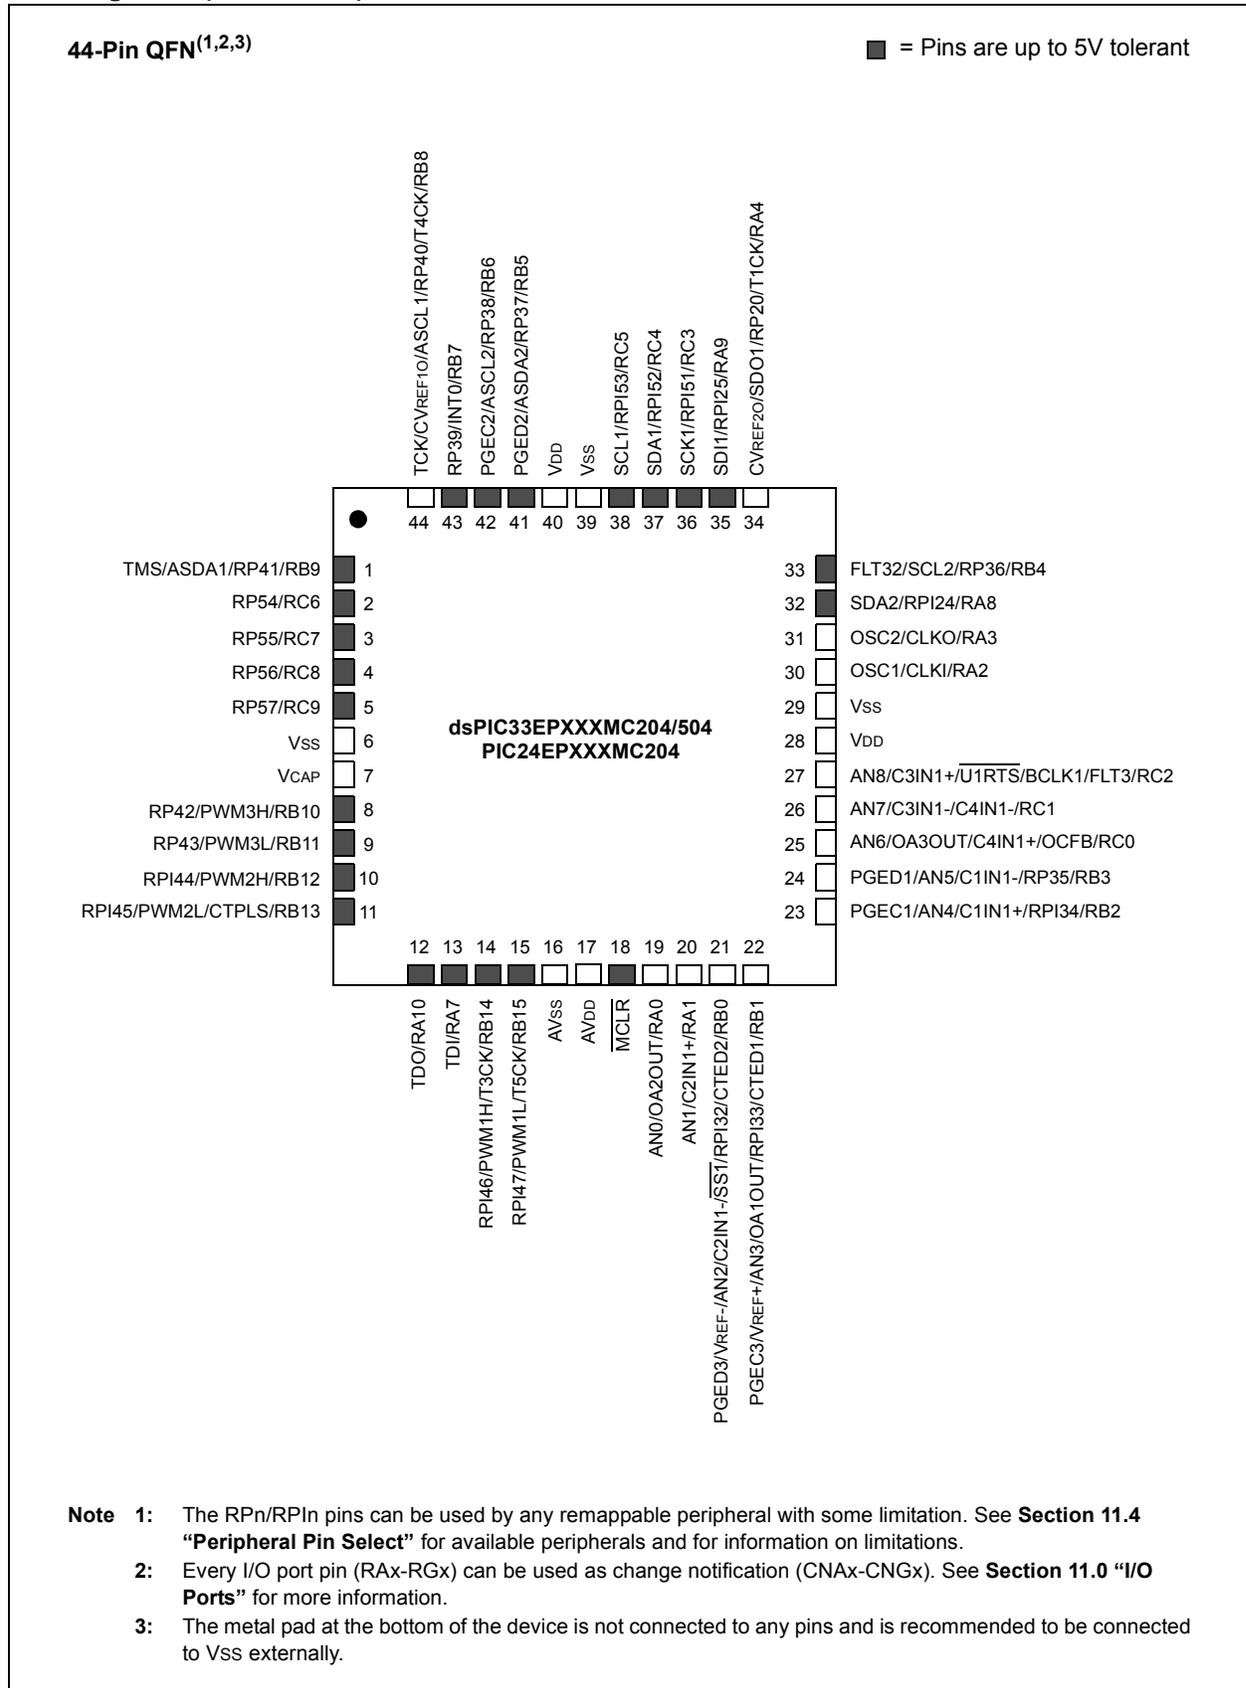 44-Pin QFN(1,2,3)
= Pins are up to 5V tolerant
TCK/CVREF1O/ASCL1/RP40/T4CK/RB8
RP39/INT0/RB7
PGEC2/ASCL2/RP38/RB6
PGED2/ASDA2/RP37/RB5
VDD
VSS
SCL1/RPI53/RC5
SDA1/RPI52/RC4
SCK1/RPI51/RC3
SDI1/RPI25/RA9
CVREF2O/SDO1/RP20/T1CK/RA4
44 43 42 41 40 39 38 37 36 35 34
TMS/ASDA1/RP41/RB9 1
RP54/RC6 2
RP55/RC7 3
RP56/RC8 4
RP57/RC9 5
VSS 6
VCAP 7
RP42/PWM3H/RB10 8
RP43/PWM3L/RB11 9
RPI44/PWM2H/RB12 10
RPI45/PWM2L/CTPLS/RB13 11
dsPIC33EPXXXMC204/504
PIC24EPXXXMC204
33 FLT32/SCL2/RP36/RB4
32 SDA2/RPI24/RA8
31 OSC2/CLKO/RA3
30 OSC1/CLKI/RA2
29 VSS
28 VDD
27 AN8/C3IN1+/U1RTS/BCLK1/FLT3/RC2
26 AN7/C3IN1-/C4IN1-/RC1
25 AN6/OA3OUT/C4IN1+/OCFB/RC0
24 PGED1/AN5/C1IN1-/RP35/RB3
23 PGEC1/AN4/C1IN1+/RPI34/RB2
12 13 14 15 16 17 18 19 20 21 22
TDO/RA10
TDI/RA7
RPI46/PWM1H/T3CK/RB14
RPI47/PWM1L/T5CK/RB15
AVSS
AVDD
MCLR
AN0/OA2OUT/RA0
AN1/C2IN1+/RA1
PGED3/VREF-/AN2/C2IN1-/SS1/RPI32/CTED2/RB0
PGEC3/VREF+/AN3/OA1OUT/RPI33/CTED1/RB1
Note 1: The RPn/RPIn pins can be used by any remappable peripheral with some limitation. See Section 11.4
“Peripheral Pin Select” for available peripherals and for information on limitations.
2: Every I/O port pin (RAx-RGx) can be used as change notification (CNAx-CNGx). See Section 11.0 “I/O
Ports” for more information.
3: The metal pad at the bottom of the device is not connected to any pins and is recommended to be connected
to VSS externally.